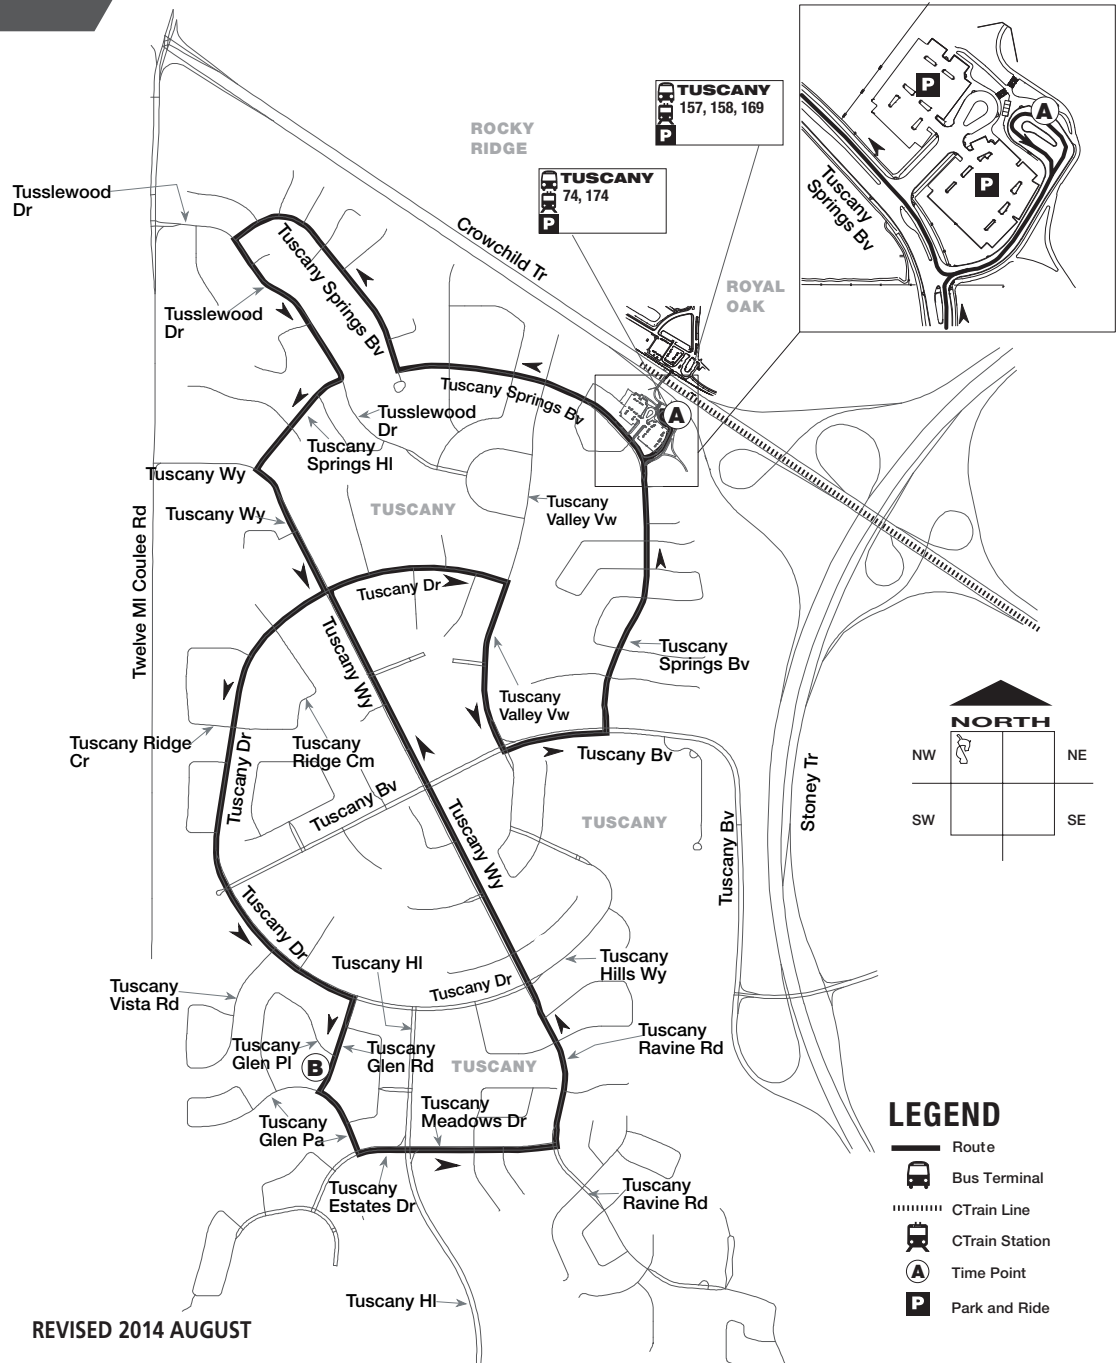 TUSCANY
157, 158, 169
P
P
A
P
TUSCANY
74, 174
P
ROCKY
RIDGE
Tusslewood
Dr
Crowchild Tr
Tuscany
Springs Bv
Tuscany Springs Bv
ROYAL
OAK
Tusslewood
Dr
Tuscany Springs Bv
Tusslewood
Dr
A
Tuscany
Springs Hl
Tuscany Wy
Tuscany Wy
TUSCANY
Tuscany
Valley Vw
Twelve MI Coulee Rd
Tuscany Dr
Tuscany Wy
Tuscany
Springs Bv
Tuscany
Valley Vw
NORTH
NW
NE
SW
SE
Tuscany Ridge
Cr
Tuscany Dr
Tuscany
Ridge Cm
Tuscany Bv
Tuscany Bv
Stoney Tr
TUSCANY
Tuscany Wy
Tuscany Bv
Tuscany Dr
Tuscany Hl
Tuscany
Hills Wy
Tuscany Dr
Tuscany
Vista Rd
Tuscany
Glen Pl
Tuscany
Glen Rd
Tuscany
Ravine Rd
B
TUSCANY
Tuscany
Meadows Dr
Tuscany
Glen Pa
Tuscany
Estates Dr
Tuscany
Ravine Rd
Tuscany Hl
LEGEND
Route
Bus Terminal
CTrain Line
CTrain Station
A Time Point
P Park and Ride
REVISED 2014 AUGUST